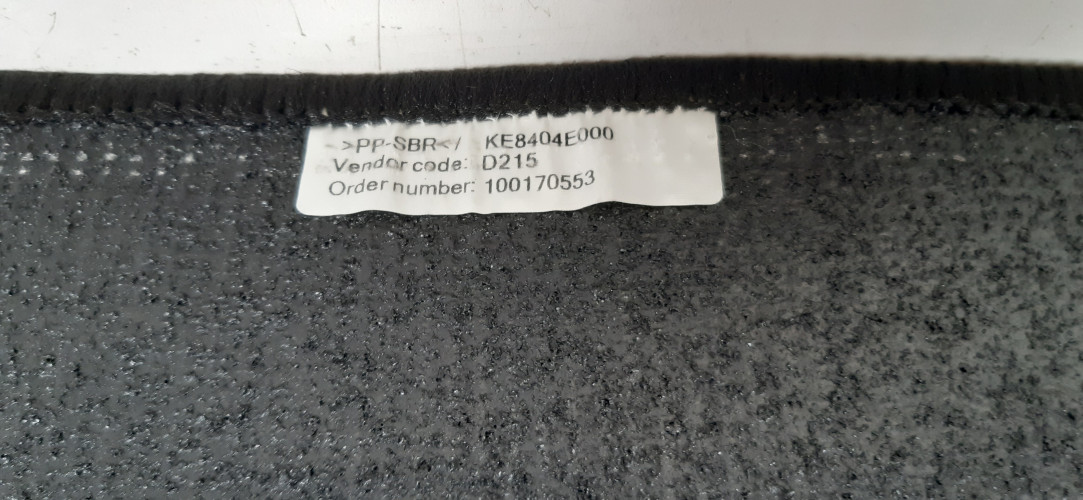 >PP-SBR</ KE8404E000
Vendor code: D215
Order number: 100170553